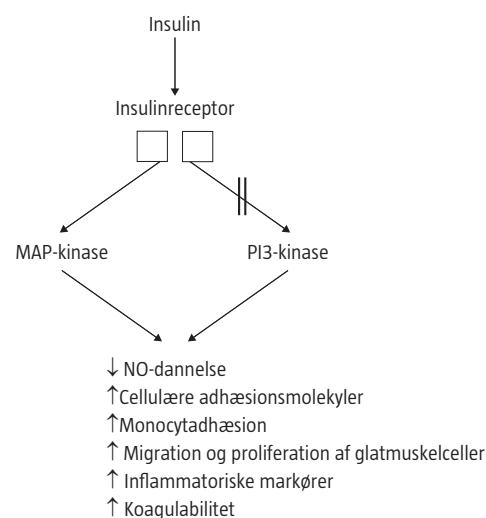 Insulin
Insulinreceptor
MAP-kinase PI3-kinase
↓ NO-dannelse
↑Cellulære adhæsionsmolekyler
↑Monocytadhæsion
↑ Migration og proliferation af glatmuskelceller
↑ Inflammatoriske markører
↑ Koagulabilitet